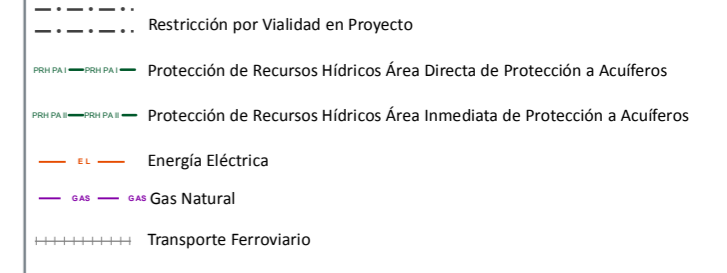 Restricción por Vialidad en Proyecto
PRH PA I PRH PA I Protección de Recursos Hídricos Área Directa de Protección a Acuíferos
PRH PA II PRH PA II Protección de Recursos Hídricos Área Inmediata de Protección a Acuíferos
EL Energía Eléctrica
GAS GAS Gas Natural
Transporte Ferroviario